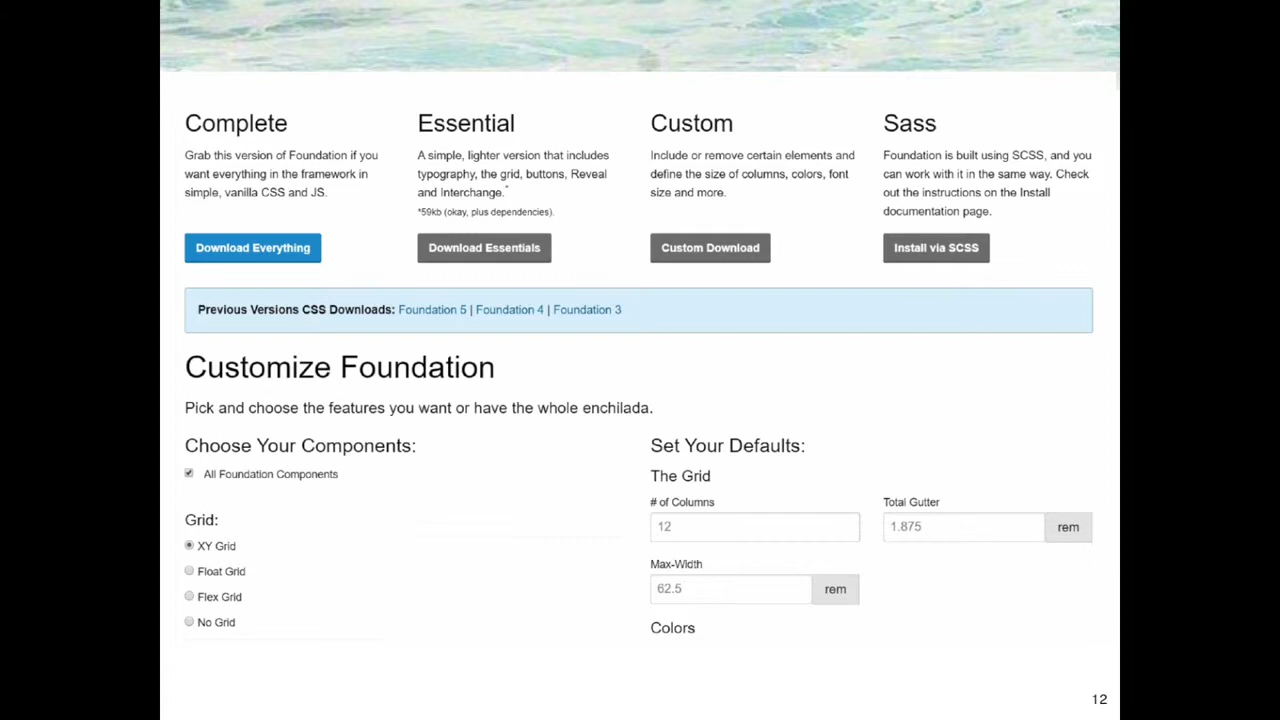 Complete
Grab this version of Foundation if you
want everything in the framework in
simple, vanilla CSS and JS.
Download Everything
Essential
A simple, lighter version that includes
typography, the grid, buttons, Reveal
and Interchange.*
*59kb (okay, plus dependencies).
Download Essentials
Custom
Include or remove certain elements and
define the size of columns, colors, font
size and more.
Custom Download
Sass
Foundation is built using SCSS, and you
can work with it in the same way. Check
out the instructions on the Install
documentation page.
Install via SCSS
Previous Versions CSS Downloads: Foundation 5 | Foundation 4 | Foundation 3
Customize Foundation
Pick and choose the features you want or have the whole enchilada.
Choose Your Components:
All Foundation Components
Grid:
XY Grid
Float Grid
Flex Grid
No Grid
Set Your Defaults:
The Grid
# of Columns
12
Total Gutter
1.875 rem
Max-Width
62.5 rem
Colors
12